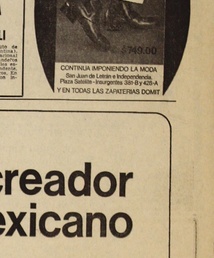 $749.00
CONTINUA IMPONIENDO LA MODA
San Juan de Letrán e Independencia,
Plaza Satélite - Insurgentes 381-B y 428-A
Y EN TODAS LAS ZAPATERIAS DOMIT
creador
exicano